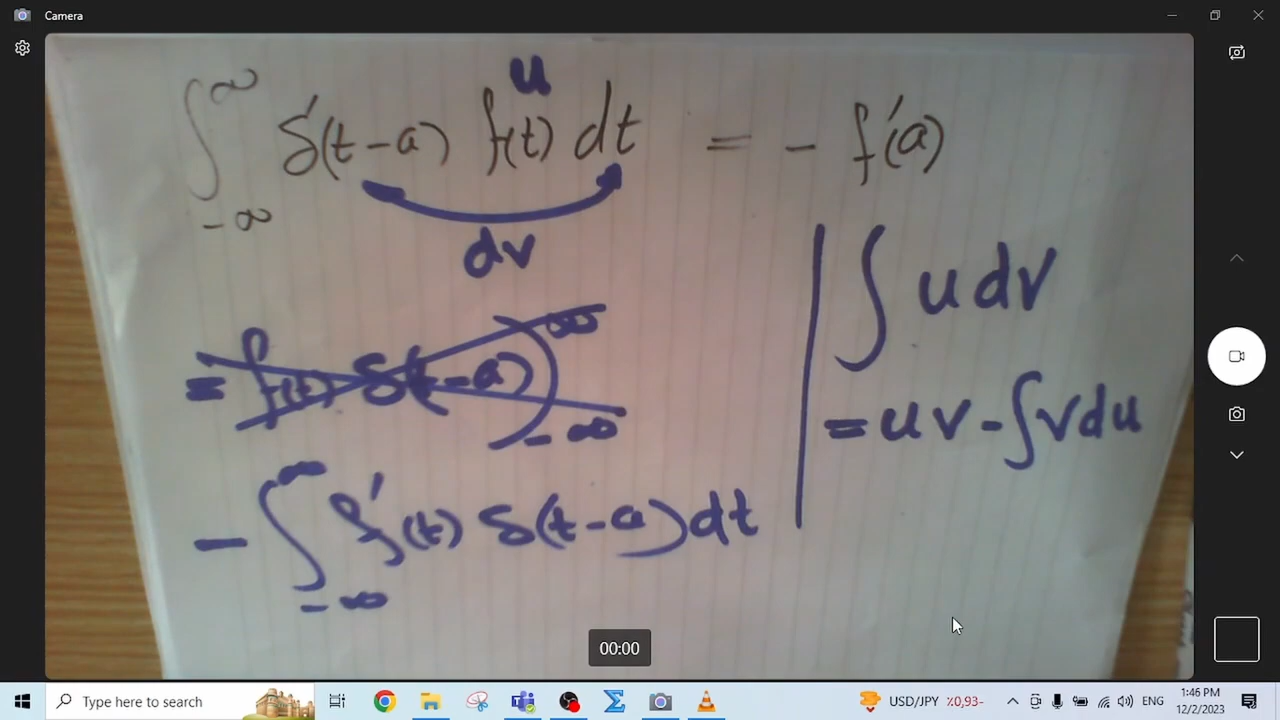 Camera
u
∫_{-∞}^{∞} δ'(t-a) f(t) dt = - f'(a)
dv
= f(t) δ(t-a) ) ∞ -∞
- ∫_{-∞}^{∞} f'(t) δ(t-a) dt
∫ u dv
= uv - ∫ v du
00:00
Type here to search
USD/JPY %0,93-
ENG
1:46 PM
12/2/2023